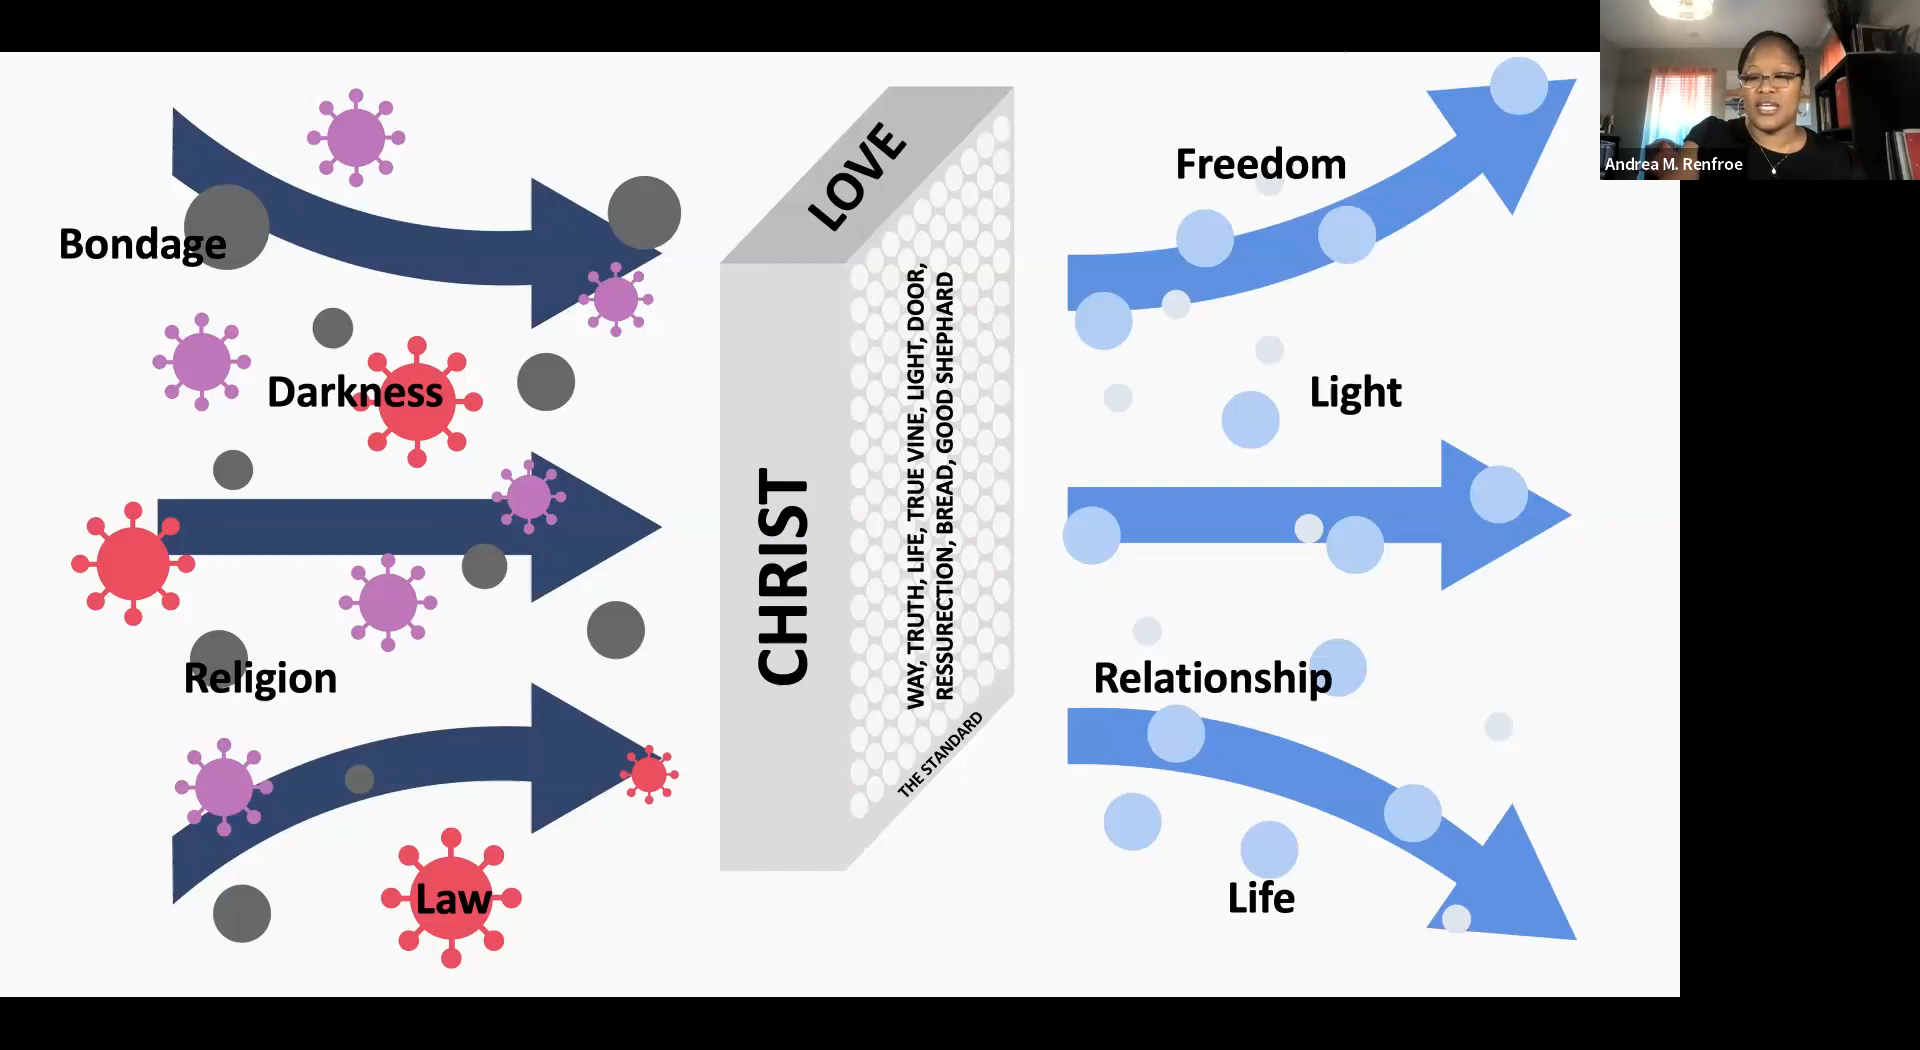 Andrea M. Renfroe
Bondage
Darkness
Religion
Law
LOVE
CHRIST
WAY, TRUTH, LIFE, TRUE VINE, LIGHT, DOOR,
RESSURECTION, BREAD, GOOD SHEPHARD
THE STANDARD
Freedom
Light
Relationship
Life